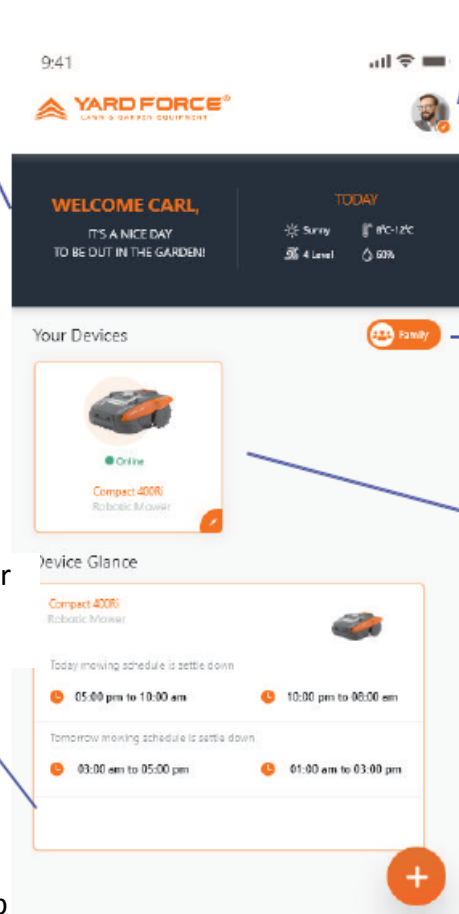 9:41
YARD FORCE®
LAWN & GARDEN EQUIPMENT
WELCOME CARL,
IT'S A NICE DAY
TO BE OUT IN THE GARDEN!
TODAY
Sunny 8°C-12°C
4 Level 60%
Your Devices
Family
Online
Compact 400Ri
Robotic Mower
r
Device Glance
Compact 400Ri
Robotic Mower
Today mowing schedule is settle down
05:00 pm to 10:00 am 10:00 pm to 08:00 am
Tomorrow mowing schedule is settle down
03:00 am to 05:00 pm 01:00 am to 03:00 pm
+